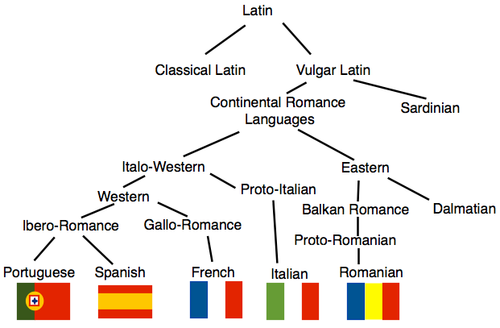 Latin
Classical Latin
Vulgar Latin
Continental Romance
Languages
Sardinian
Italo-Western
Eastern
Western
Proto-Italian
Balkan Romance
Dalmatian
Ibero-Romance
Gallo-Romance
Proto-Romanian
Portuguese
Spanish
French
Italian
Romanian